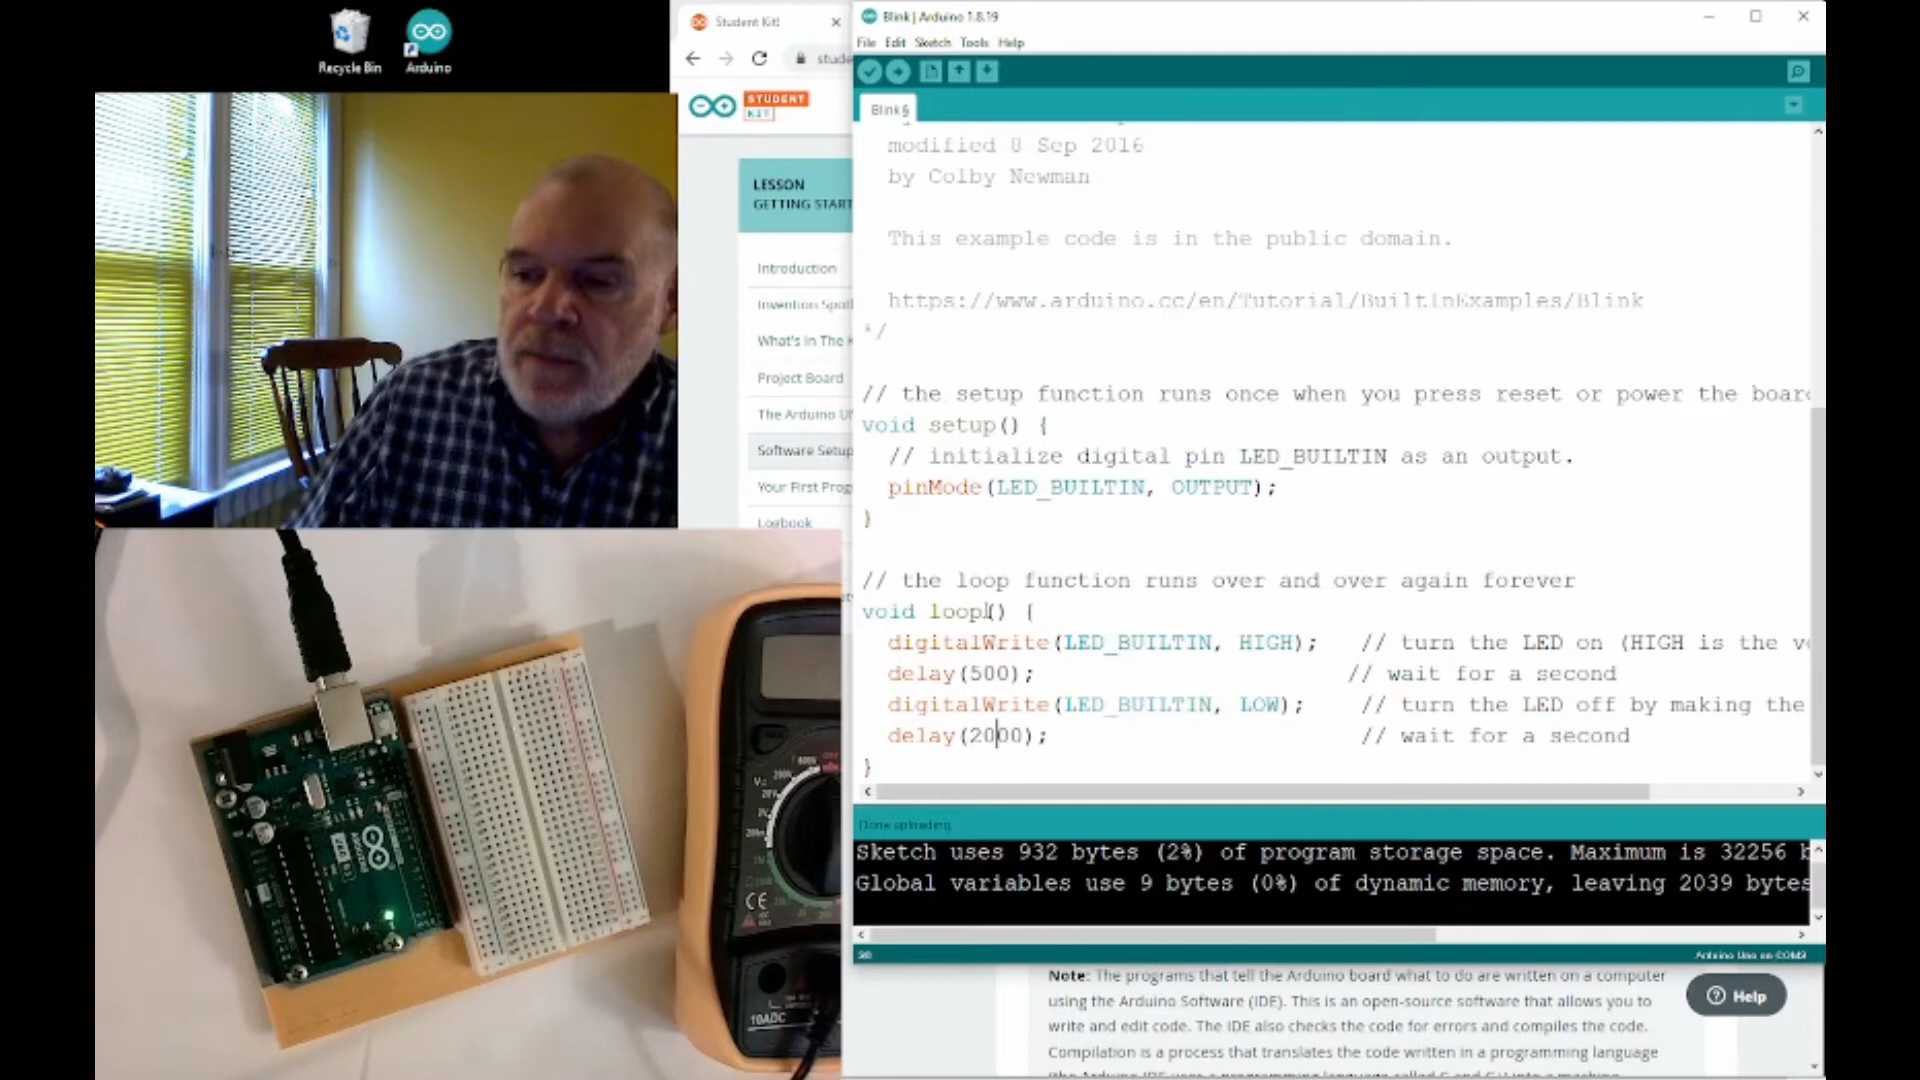 Recycle Bin
Arduino
Student Kit!
stude
STUDENT
KIT
LESSON
GETTING START
Introduction
Invention Spotl
What's In The K
Project Board
The Arduino U
Software Setup
Your First Prog
Logbook
Blink | Arduino 1.8.19
File Edit Sketch Tools Help
Blink §
modified 8 Sep 2016
by Colby Newman
This example code is in the public domain.
https://www.arduino.cc/en/Tutorial/BuiltInExamples/Blink
*/
// the setup function runs once when you press reset or power the boar
void setup() {
// initialize digital pin LED_BUILTIN as an output.
pinMode(LED_BUILTIN, OUTPUT);
}
// the loop function runs over and over again forever
void loop() {
digitalWrite(LED_BUILTIN, HIGH); // turn the LED on (HIGH is the v
delay(500); // wait for a second
digitalWrite(LED_BUILTIN, LOW); // turn the LED off by making the
delay(2000); // wait for a second
}
Done uploading.
Sketch uses 932 bytes (2%) of program storage space. Maximum is 32256 b
Global variables use 9 bytes (0%) of dynamic memory, leaving 2039 bytes
Arduino Uno on COM3
Note: The programs that tell the Arduino board what to do are written on a computer
using the Arduino Software (IDE). This is an open-source software that allows you to
write and edit code. The IDE also checks the code for errors and compiles the code.
Compilation is a process that translates the code written in a programming language
Help
CE
10ADC